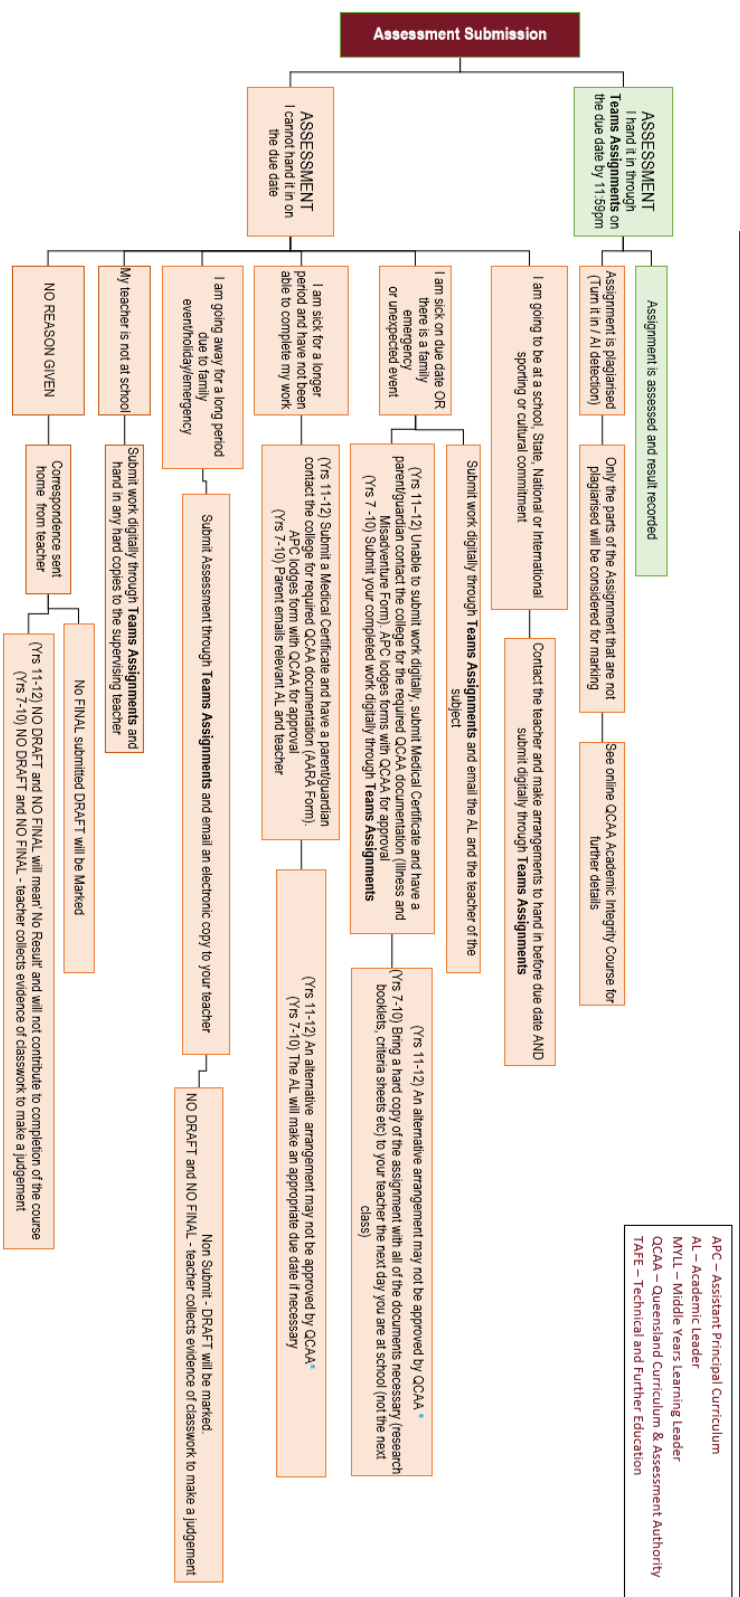 Assessment Submission
ASSESSMENT
I hand it in through
Teams Assignments on
the due date by 11:59pm
Assignment is assessed and result recorded
Assignment is plagiarised
(Turn it in / AI detection)
Only the parts of the Assignment that are not
plagiarised will be considered for marking
See online QCAA Academic Integrity Course for
further details
ASSESSMENT
I cannot hand it in on
the due date
I am going to be at a school, State, National or International
sporting or cultural commitment
Contact the teacher and make arrangements to hand in before due date AND
submit digitally through Teams Assignments
I am sick on due date OR
there is a family
emergency
or unexpected event
Submit work digitally through Teams Assignments and email the AL and the teacher of the
subject
(Yrs 11–12) Unable to submit work digitally, submit Medical Certificate and have a
parent/guardian contact the college for the required QCAA documentation (Illness and
Misadventure Form). APC lodges forms with QCAA for approval
(Yrs 7 -10) Submit your completed work digitally through Teams Assignments
(Yrs 11-12) An alternative arrangement may not be approved by QCAA *
(Yrs 7-10) Bring a hard copy of the assignment with all of the documents necessary (research
booklets, criteria sheets etc) to your teacher the next day you are at school (not the next
class)
I am sick for a longer
period and have not been
able to complete my work
(Yrs 11-12) Submit a Medical Certificate and have a parent/guardian
contact the college for required QCAA documentation (AARA Form).
APC lodges form with QCAA for approval
(Yrs 7-10) Parent emails relevant AL and teacher
(Yrs 11-12) An alternative arrangement may not be approved by QCAA*
(Yrs 7-10) The AL will make an appropriate due date if necessary
I am going away for a long period
due to family
event/holiday/emergency
Submit Assessment through Teams Assignments and email an electronic copy to your teacher
Non Submit - DRAFT will be marked.
NO DRAFT and NO FINAL - teacher collects evidence of classwork to make a judgement
My teacher is not at school
Submit work digitally through Teams Assignments and
hand in any hard copies to the supervising teacher
NO REASON GIVEN
Correspondence sent
home from teacher
No FINAL submitted DRAFT will be Marked
(Yrs 11-12) NO DRAFT and NO FINAL will mean' No Result' and will not contribute to completion of the course
(Yrs 7-10) NO DRAFT and NO FINAL - teacher collects evidence of classwork to make a judgement
APC – Assistant Principal Curriculum
AL – Academic Leader
MYLL – Middle Years Learning Leader
QCAA – Queensland Curriculum & Assessment Authority
TAFE – Technical and Further Education